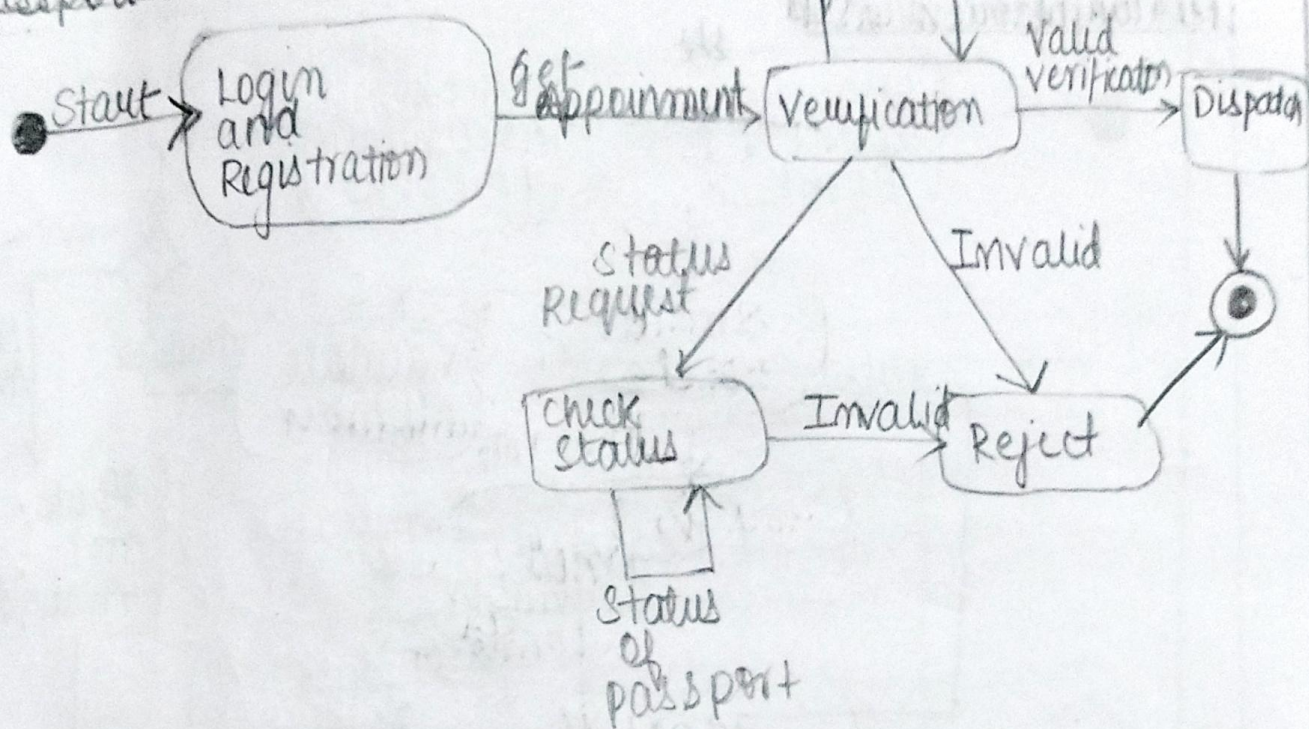 Start
Login
and
Registration
get
Appoinment
Verification
Valid
verification
Dispatch
Status
Request
Invalid
Check
Status
Invalid
Reject
Status
of
passport